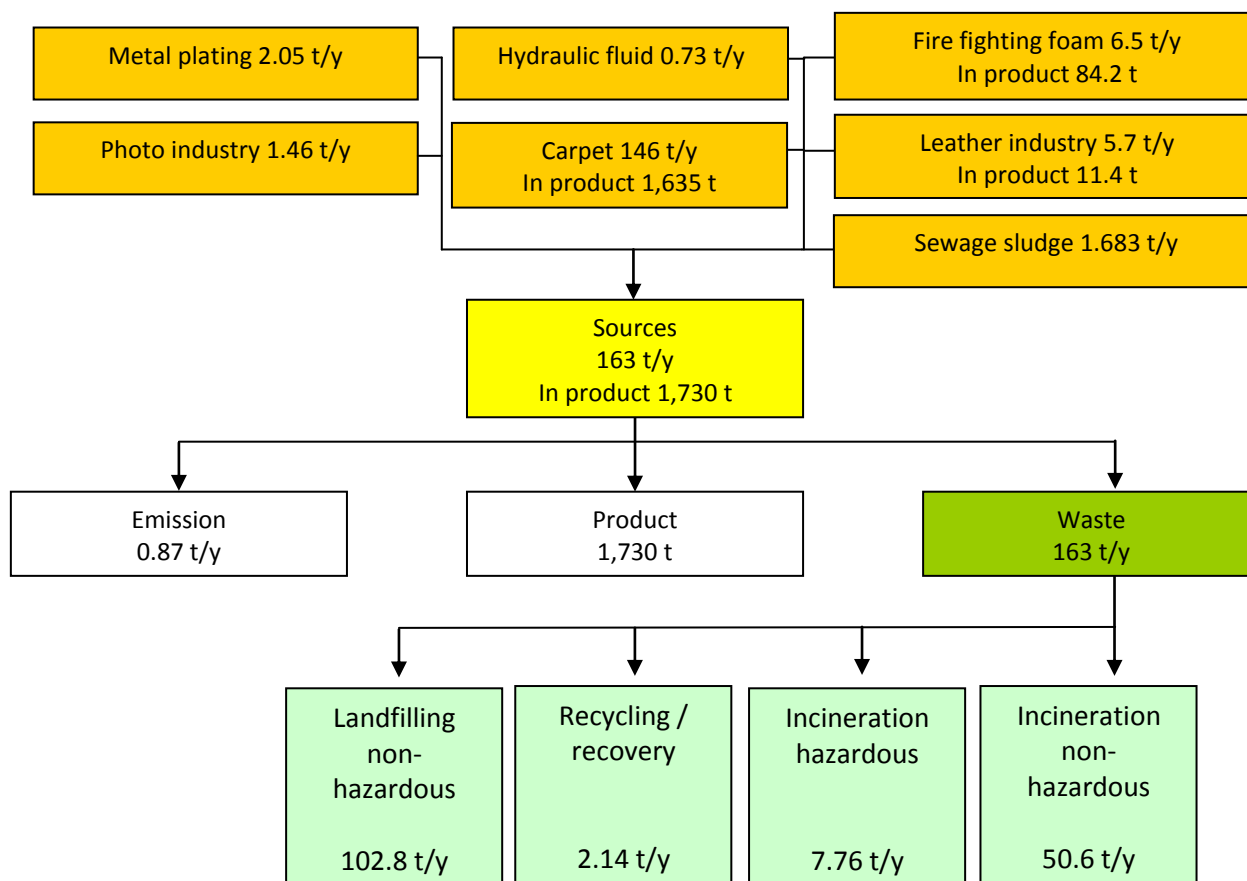 Metal plating 2.05 t/y
Hydraulic fluid 0.73 t/y
Fire fighting foam 6.5 t/y
In product 84.2 t
Photo industry 1.46 t/y
Carpet 146 t/y
In product 1,635 t
Leather industry 5.7 t/y
In product 11.4 t
Sewage sludge 1.683 t/y
Sources
163 t/y
In product 1,730 t
Emission
0.87 t/y
Product
1,730 t
Waste
163 t/y
Landfilling
non-
hazardous
102.8 t/y
Recycling /
recovery
2.14 t/y
Incineration
hazardous
7.76 t/y
Incineration
non-
hazardous
50.6 t/y